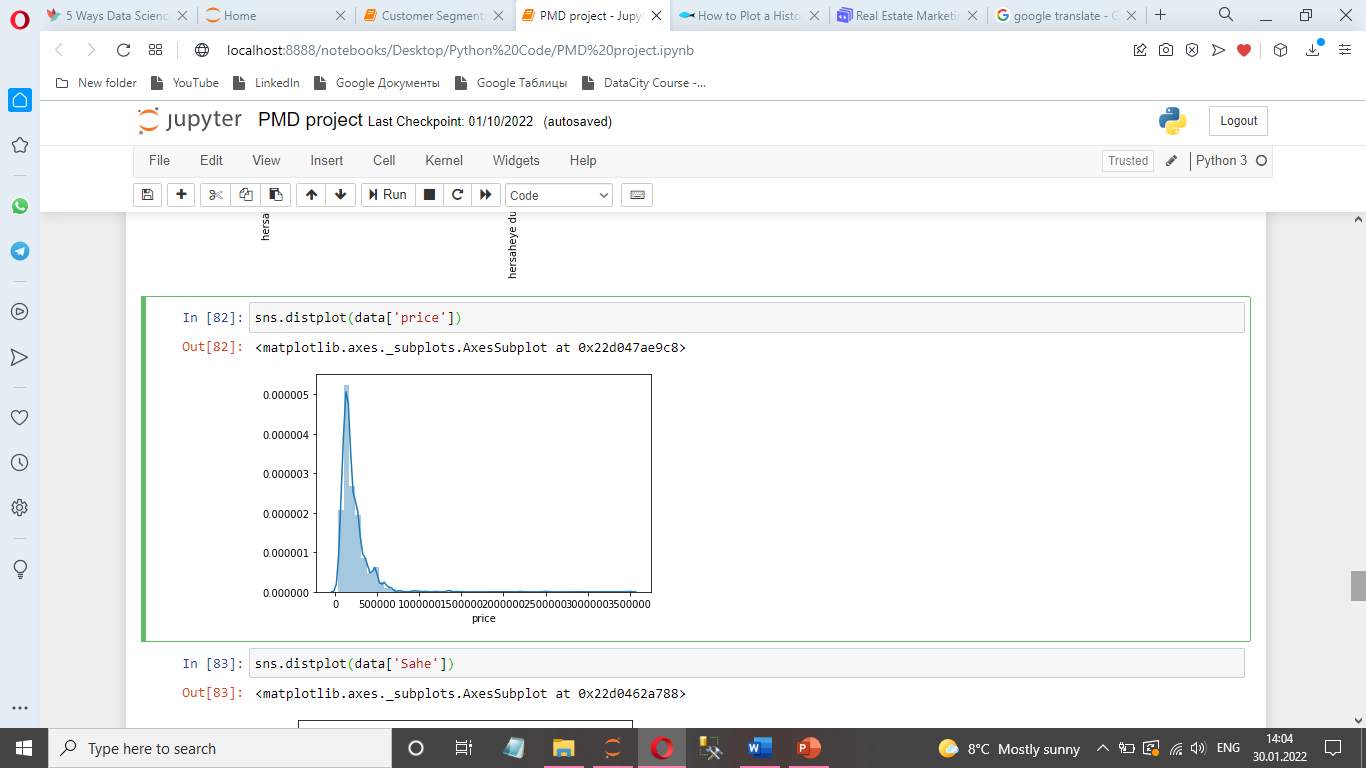 5 Ways Data Scienc
Home
Customer Segment
PMD project - Jupy
How to Plot a Histo
Real Estate Marketi
google translate - G
localhost:8888/notebooks/Desktop/Python%20Code/PMD%20project.ipynb
New folder
YouTube
LinkedIn
Google Документы
Google Таблицы
DataCity Course -...
jupyter
PMD project Last Checkpoint: 01/10/2022 (autosaved)
Logout
File Edit View Insert Cell Kernel Widgets Help
Trusted
Python 3
Run
Code
hersa
hersaheye du
In [82]: sns.distplot(data['price'])
Out[82]: <matplotlib.axes._subplots.AxesSubplot at 0x22d047ae9c8>
0.000005
0.000004
0.000003
0.000002
0.000001
0.000000
0 500000 1000000 1500000 2000000 2500000 3000000 3500000
price
In [83]: sns.distplot(data['Sahe'])
Out[83]: <matplotlib.axes._subplots.AxesSubplot at 0x22d0462a788>
Type here to search
8°C Mostly sunny
ENG
14:04
30.01.2022